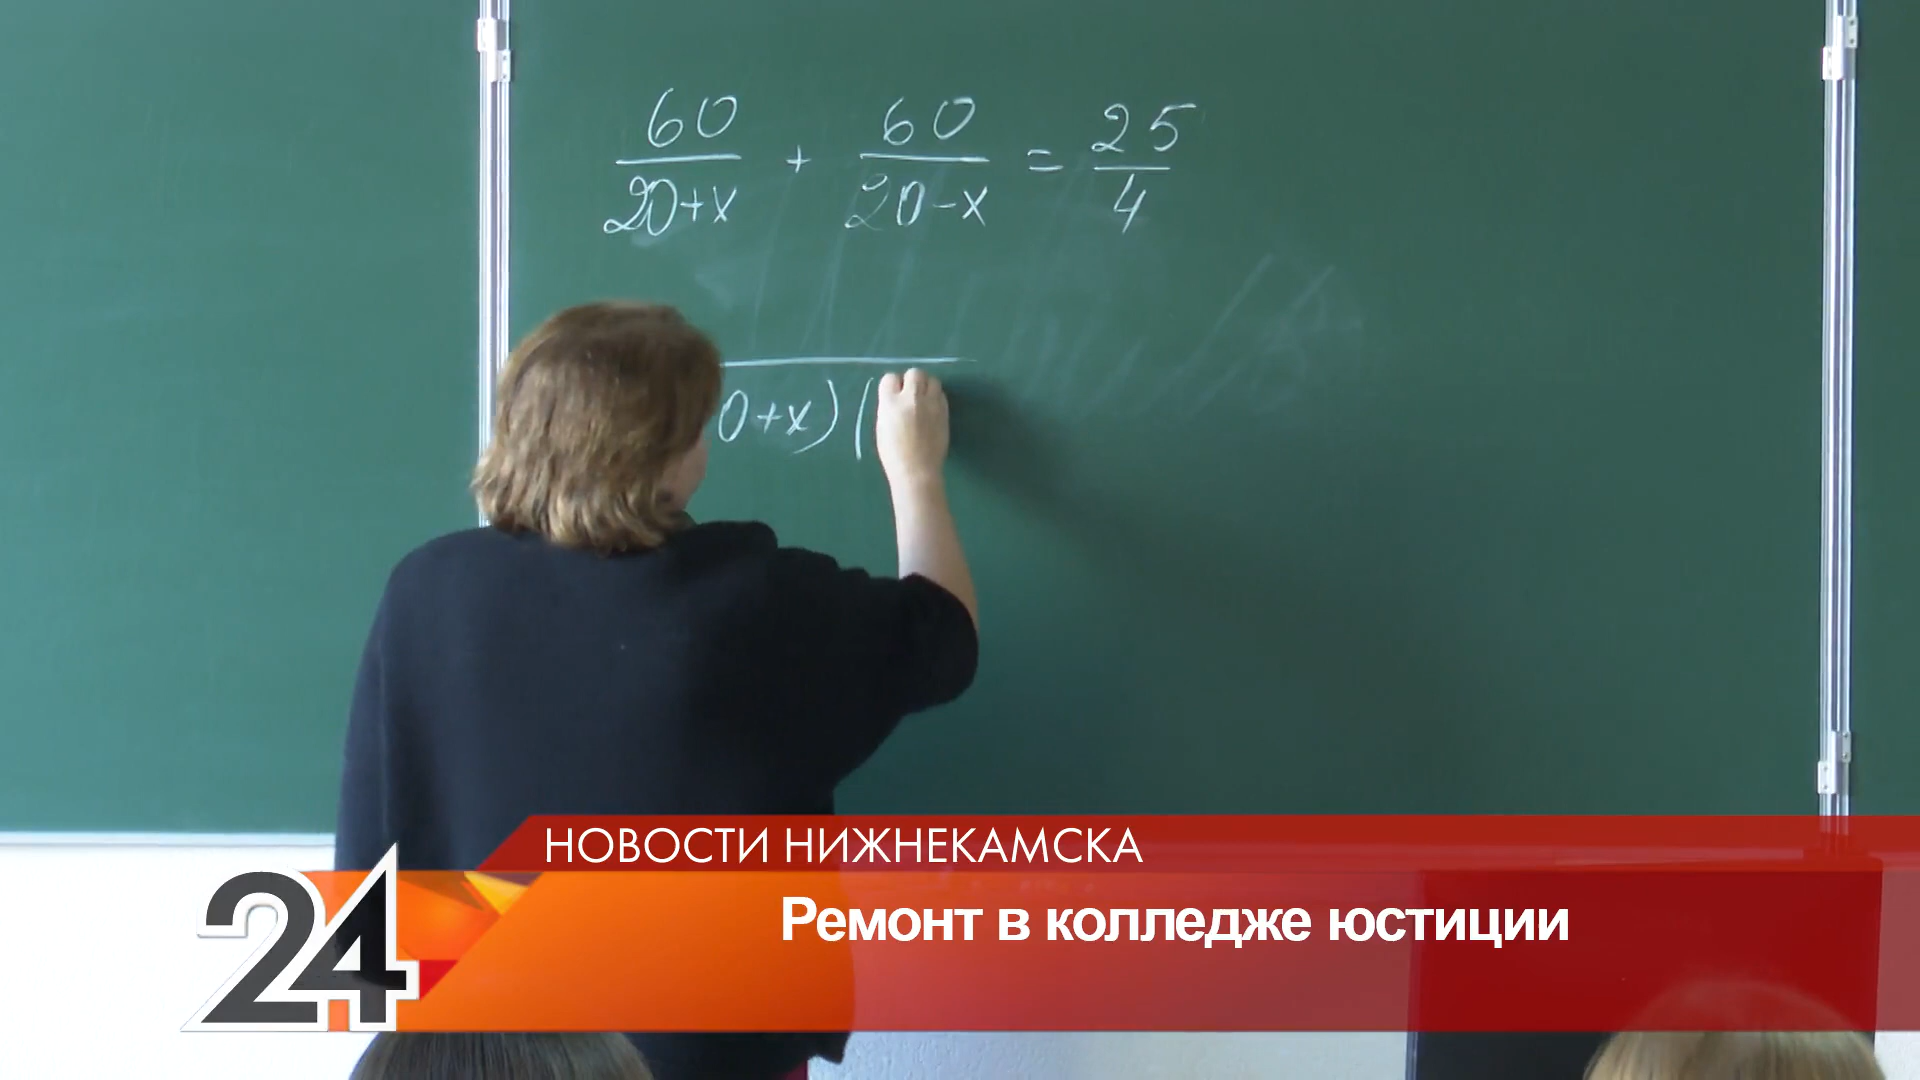 60/(20+x) + 60/(20-x) = 25/4
0+x)(
НОВОСТИ НИЖНЕКАМСКА
24
Ремонт в колледже юстиции